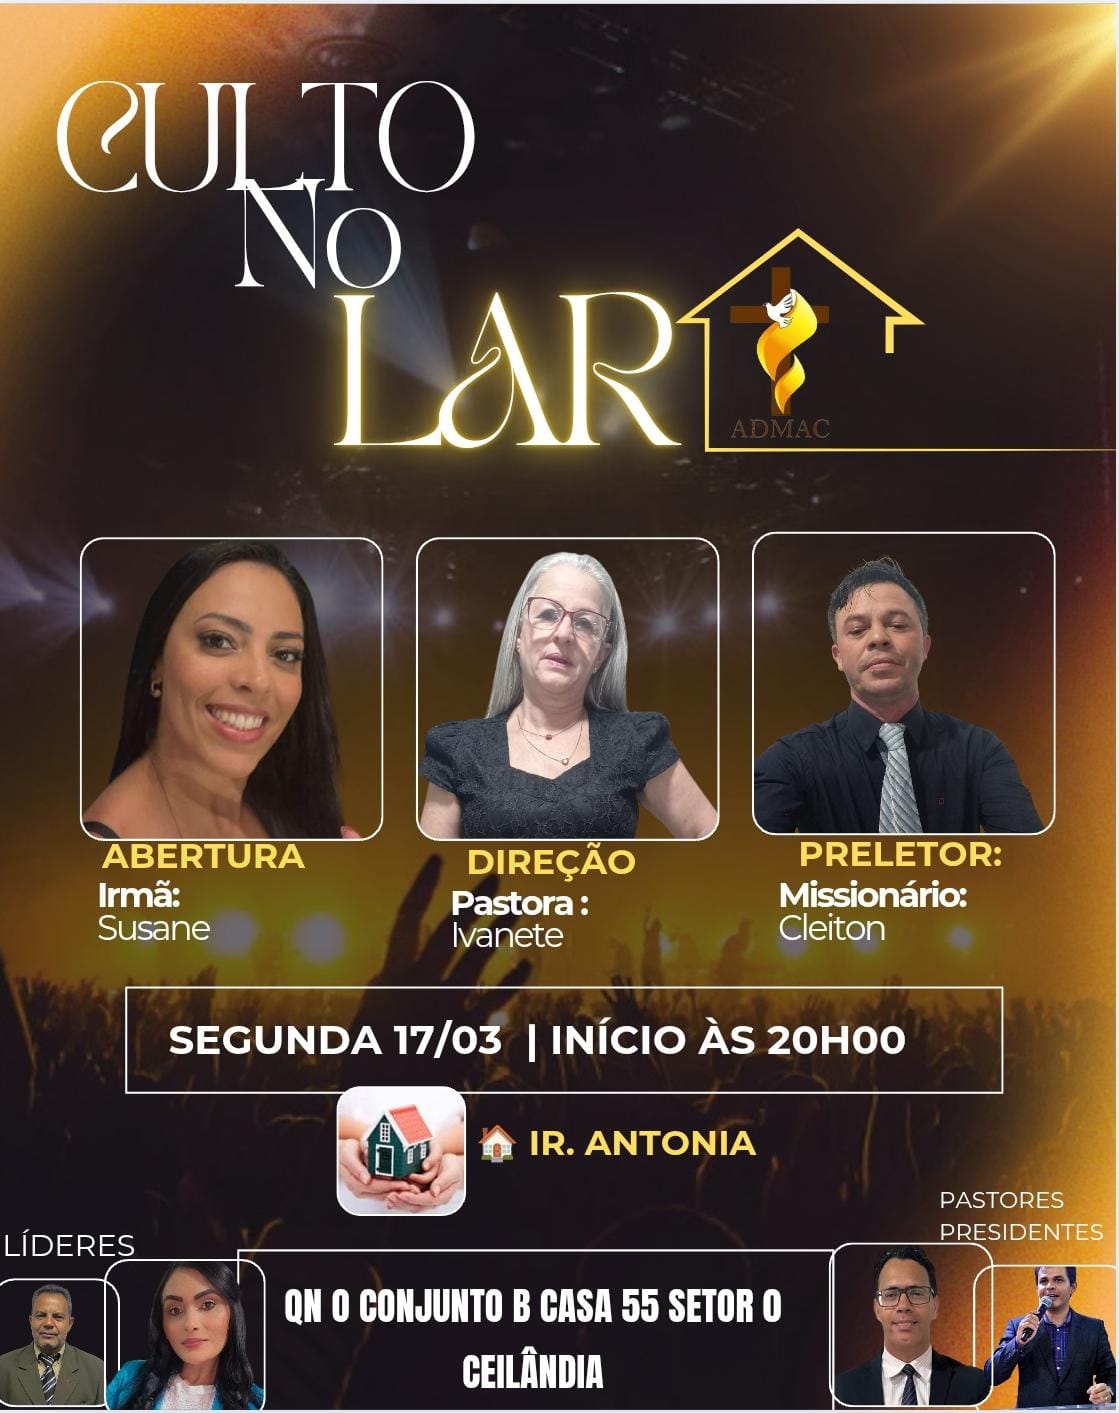 CULTO
No
LAR
ADMAC
ABERTURA
Irmã:
Susane
DIREÇÃO
Pastora :
Ivanete
PRELETOR:
Missionário:
Cleiton
SEGUNDA 17/03 | INÍCIO ÀS 20H00
IR. ANTONIA
LÍDERES
PASTORES
PRESIDENTES
QN O CONJUNTO B CASA 55 SETOR O
CEILÂNDIA